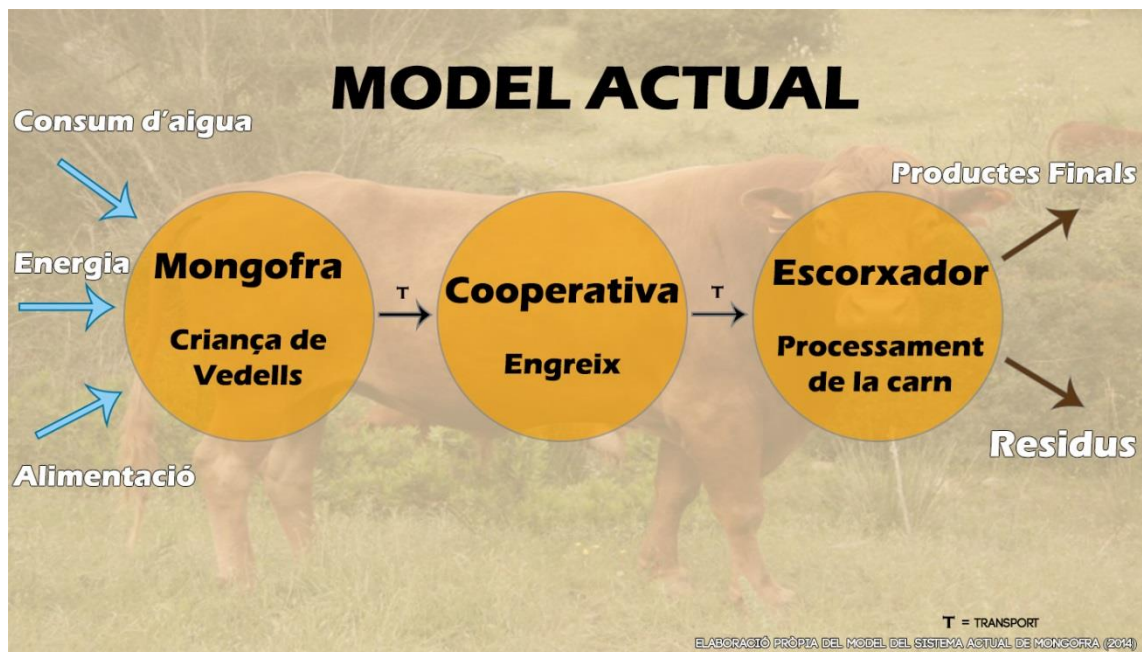 MODEL ACTUAL
Consum d'aigua
Energia
Alimentació
Mongofra
Criança de
Vedells
T
Cooperativa
Engreix
T
Escorxador
Processament
de la carn
Productes Finals
Residus
T = TRANSPORT
ELABORACIÓ PRÒPIA DEL MODEL DEL SISTEMA ACTUAL DE MONGOFRA (2014)